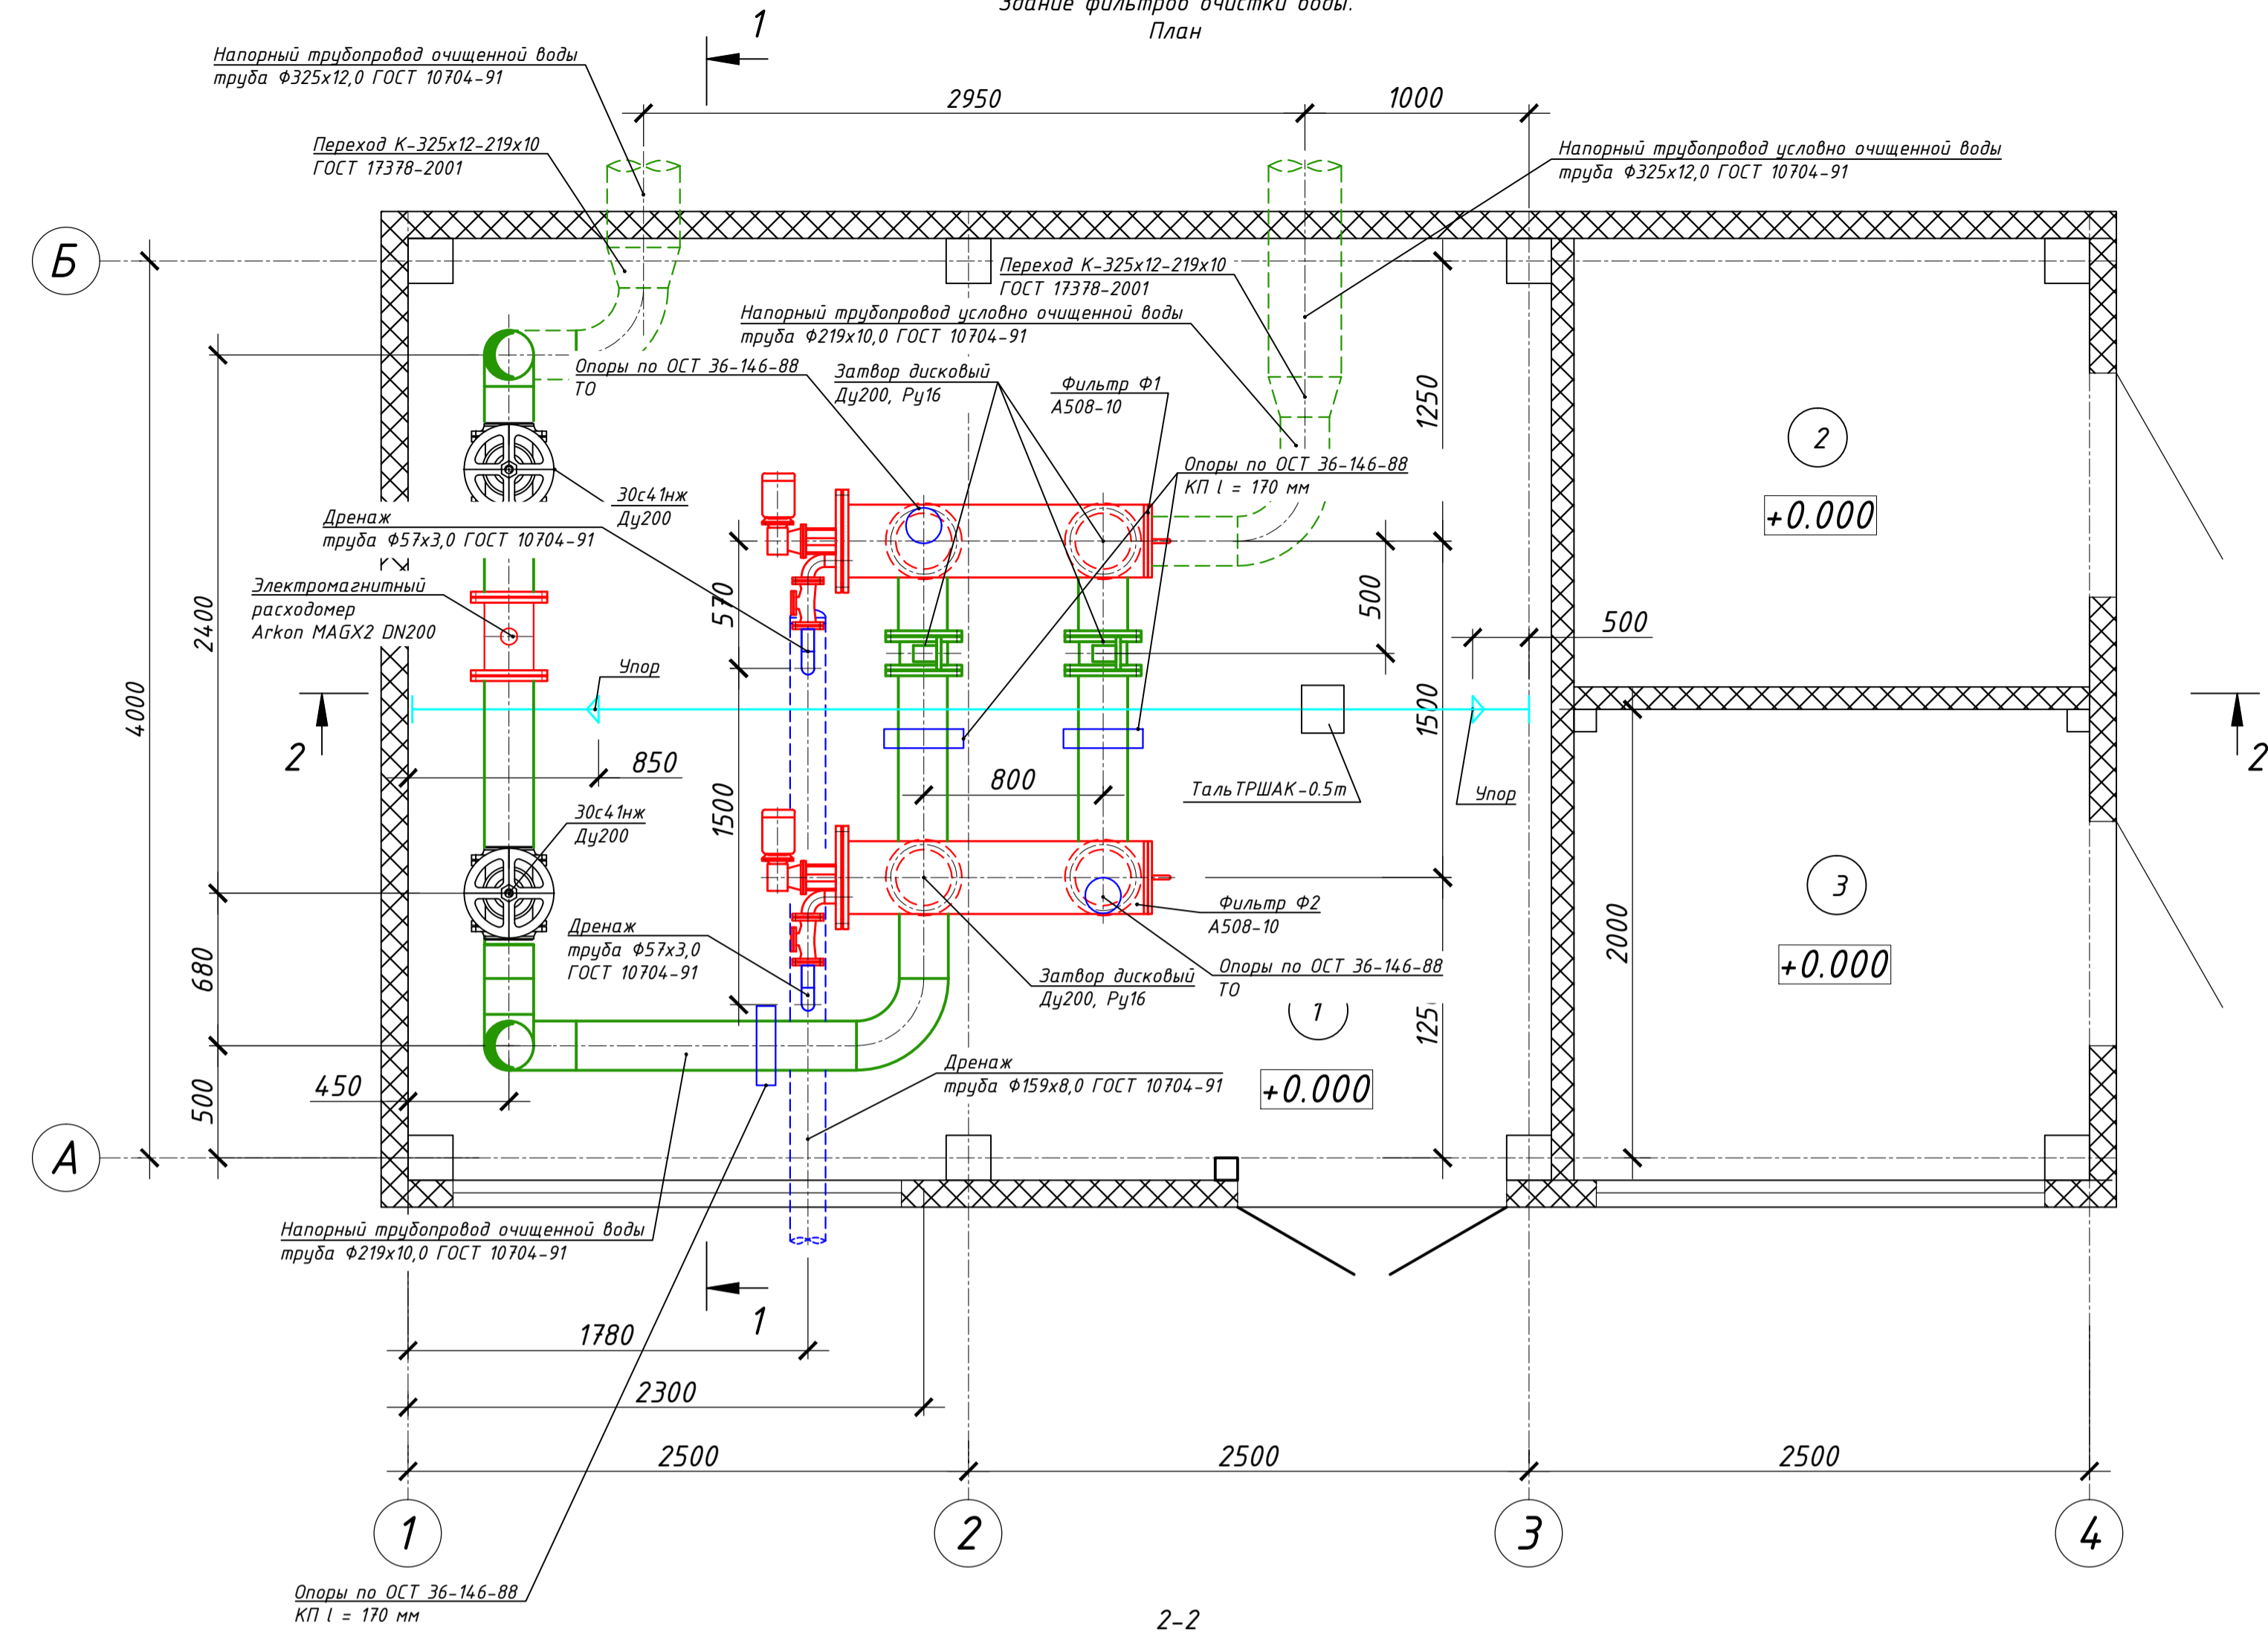 Здание фильтров очистки воды.
План
1
Напорный трубопровод очищенной воды
труба Ф325х12,0 ГОСТ 10704-91
2950
1000
Переход К-325х12-219х10
ГОСТ 17378-2001
Напорный трубопровод условно очищенной воды
труба Ф325х12,0 ГОСТ 10704-91
Б
Переход К-325х12-219х10
ГОСТ 17378-2001
Напорный трубопровод условно очищенной воды
труба Ф219х10,0 ГОСТ 10704-91
Опоры по ОСТ 36-146-88
ТО
Затвор дисковый
Ду200, Ру16
Фильтр Ф1
А508-10
1250
2
Опоры по ОСТ 36-146-88
КП l = 170 мм
30с41нж
Ду200
+0.000
Дренаж
труба Ф57х3,0 ГОСТ 10704-91
Электромагнитный
расходомер
Arkon MAGX2 DN200
2400
570
500
500
4000
Упор
1500
2
2
850
800
1500
ТальТРШАК-0.5т
Упор
30с41нж
Ду200
3
Фильтр Ф2
А508-10
Дренаж
труба Ф57х3,0
ГОСТ 10704-91
2000
+0.000
680
Затвор дисковый
Ду200, Ру16
Опоры по ОСТ 36-146-88
ТО
1
125
Дренаж
труба Ф159х8,0 ГОСТ 10704-91
+0.000
450
500
А
Напорный трубопровод очищенной воды
труба Ф219х10,0 ГОСТ 10704-91
1
1780
2300
2500
2500
2500
1
2
3
4
Опоры по ОСТ 36-146-88
КП l = 170 мм
2-2